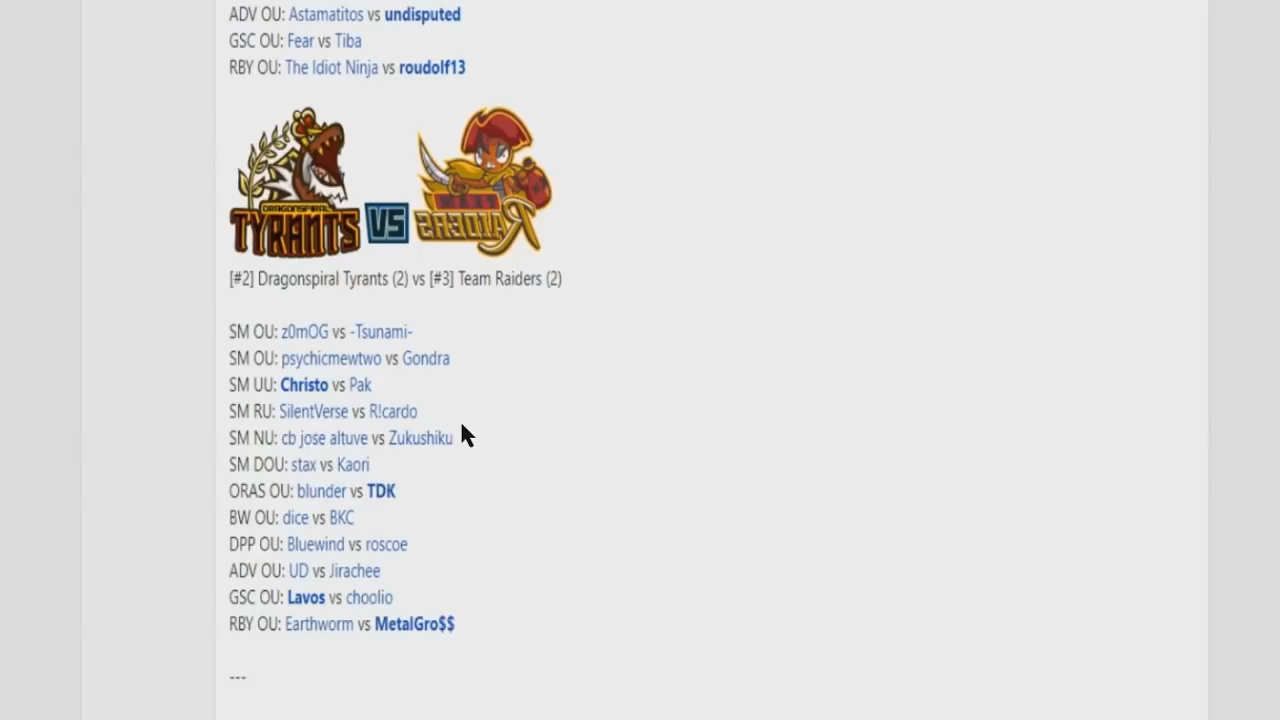 ADV OU: Astamatitos vs undisputed
GSC OU: Fear vs Tiba
RBY OU: The Idiot Ninja vs roudolf13
DRAGONSPIRAL
TYRANTS
VS
TEAM
RAIDERS
[#2] Dragonspiral Tyrants (2) vs [#3] Team Raiders (2)
SM OU: z0mOG vs -Tsunami-
SM OU: psychicmewtwo vs Gondra
SM UU: Christo vs Pak
SM RU: SilentVerse vs R!cardo
SM NU: cb jose altuve vs Zukushiku
SM DOU: stax vs Kaori
ORAS OU: blunder vs TDK
BW OU: dice vs BKC
DPP OU: Bluewind vs roscoe
ADV OU: UD vs Jirachee
GSC OU: Lavos vs choolio
RBY OU: Earthworm vs MetalGro$$
---